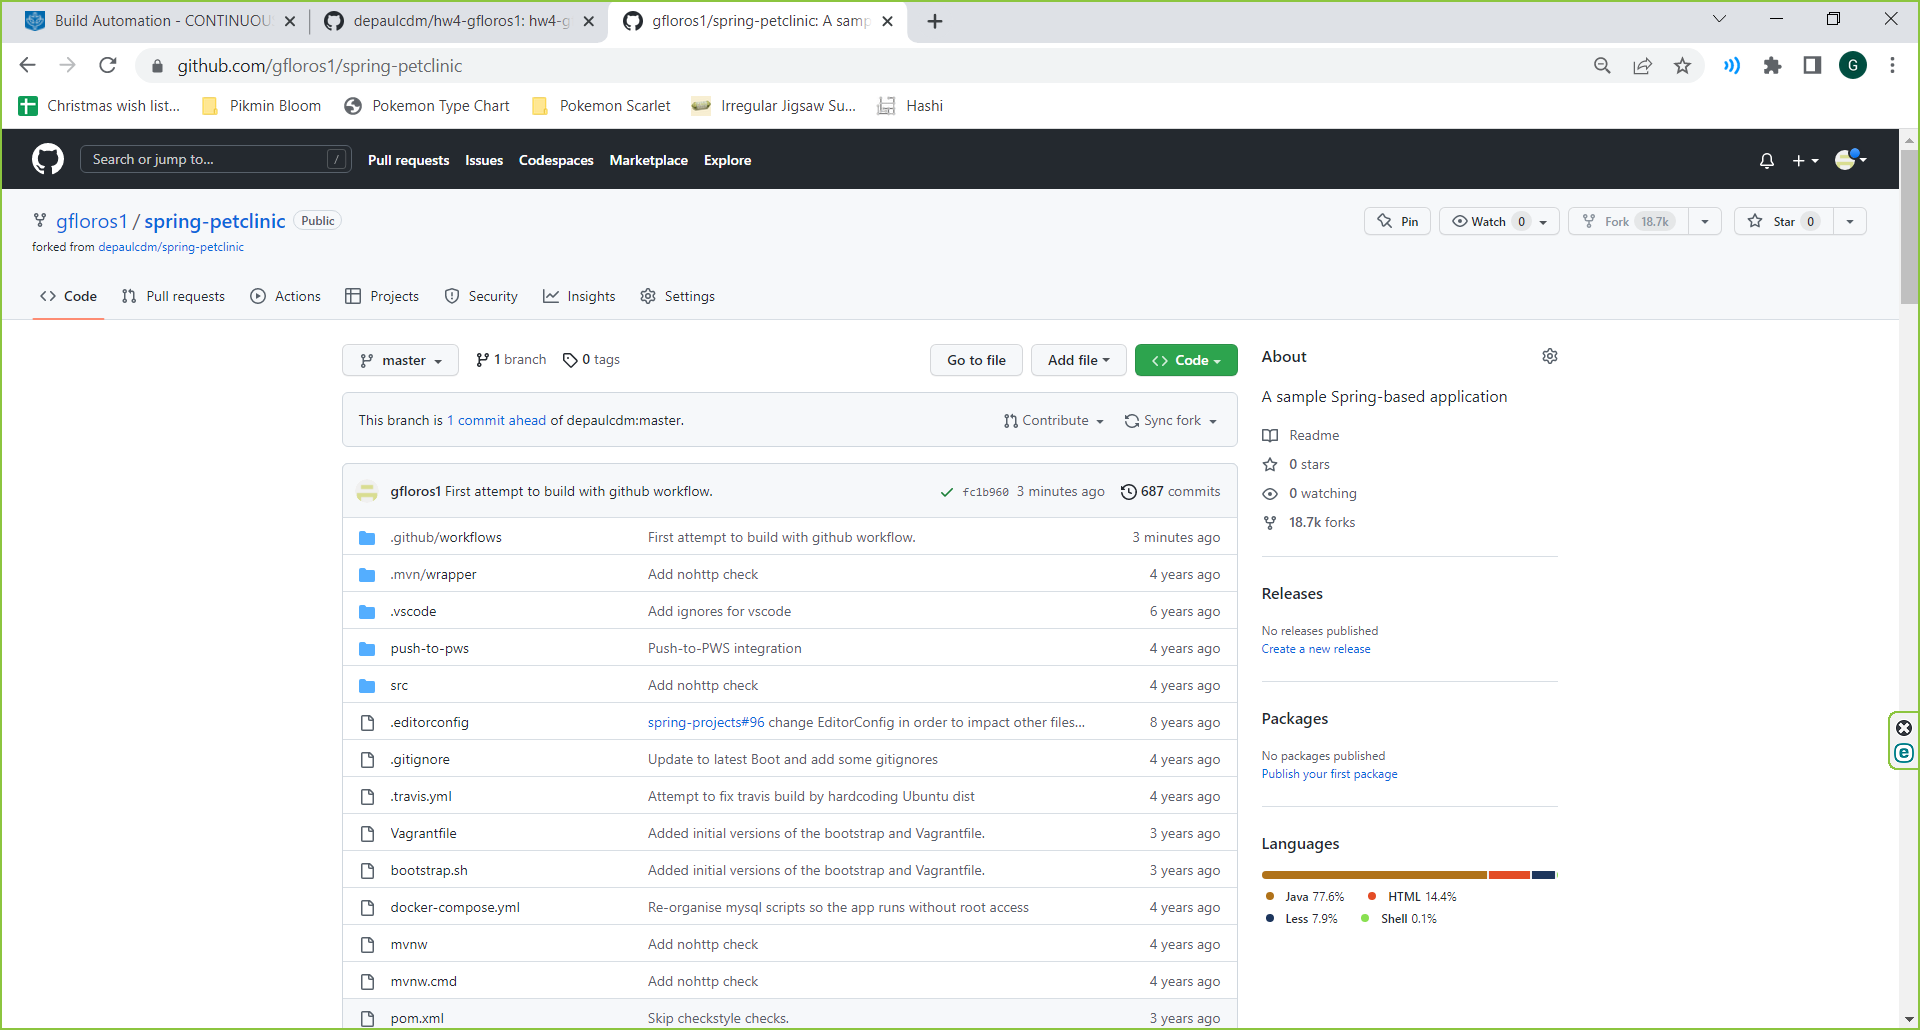 Build Automation - CONTINUOU
depaulcdm/hw4-gfloros1: hw4-g
gfloros1/spring-petclinic: A samp
github.com/gfloros1/spring-petclinic
G
Christmas wish list...
Pikmin Bloom
Pokemon Type Chart
Pokemon Scarlet
Irregular Jigsaw Su...
Hashi
Search or jump to...
/
Pull requests
Issues
Codespaces
Marketplace
Explore
gfloros1 / spring-petclinic Public
forked from depaulcdm/spring-petclinic
Pin
Watch 0
Fork 18.7k
Star 0
Code
Pull requests
Actions
Projects
Security
Insights
Settings
master
1 branch
0 tags
Go to file
Add file
Code
This branch is 1 commit ahead of depaulcdm:master.
Contribute
Sync fork
gfloros1 First attempt to build with github workflow. fc1b960 3 minutes ago 687 commits
.github/workflows First attempt to build with github workflow. 3 minutes ago
.mvn/wrapper Add nohttp check 4 years ago
.vscode Add ignores for vscode 6 years ago
push-to-pws Push-to-PWS integration 4 years ago
src Add nohttp check 4 years ago
.editorconfig spring-projects#96 change EditorConfig in order to impact other files... 8 years ago
.gitignore Update to latest Boot and add some gitignores 4 years ago
.travis.yml Attempt to fix travis build by hardcoding Ubuntu dist 4 years ago
Vagrantfile Added initial versions of the bootstrap and Vagrantfile. 3 years ago
bootstrap.sh Added initial versions of the bootstrap and Vagrantfile. 3 years ago
docker-compose.yml Re-organise mysql scripts so the app runs without root access 4 years ago
mvnw Add nohttp check 4 years ago
mvnw.cmd Add nohttp check 4 years ago
pom.xml Skip checkstyle checks. 3 years ago
About
A sample Spring-based application
Readme
0 stars
0 watching
18.7k forks
Releases
No releases published
Create a new release
Packages
No packages published
Publish your first package
Languages
Java 77.6%
HTML 14.4%
Less 7.9%
Shell 0.1%
e